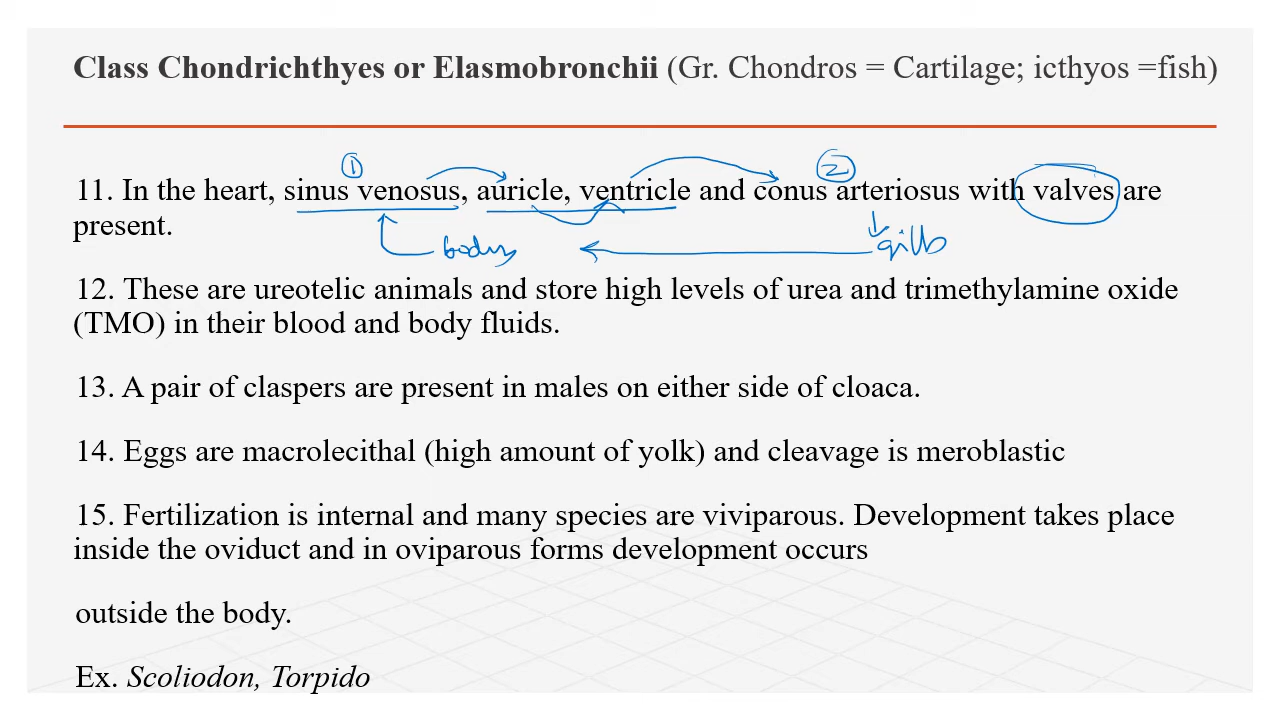 Class Chondrichthyes or Elasmobronchii (Gr. Chondros = Cartilage; icthyos =fish)
1 2
11. In the heart, sinus venosus, auricle, ventricle and conus arteriosus with valves are
present.
body gills
12. These are ureotelic animals and store high levels of urea and trimethylamine oxide
(TMO) in their blood and body fluids.
13. A pair of claspers are present in males on either side of cloaca.
14. Eggs are macrolecithal (high amount of yolk) and cleavage is meroblastic
15. Fertilization is internal and many species are viviparous. Development takes place
inside the oviduct and in oviparous forms development occurs
outside the body.
Ex. Scoliodon, Torpido